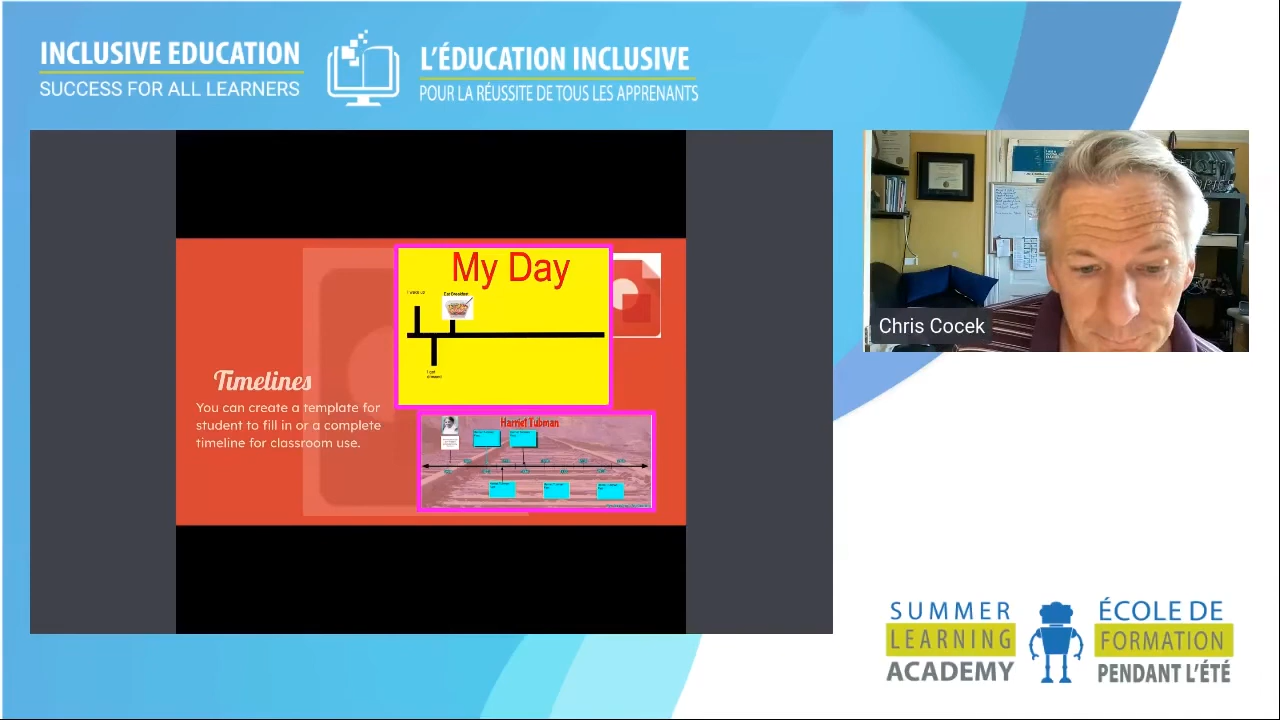 INCLUSIVE EDUCATION
SUCCESS FOR ALL LEARNERS
L'ÉDUCATION INCLUSIVE
POUR LA RÉUSSITE DE TOUS LES APPRENANTS
My Day
Eat Breakfast
Timelines
You can create a template for
student to fill in or a complete
timeline for classroom use.
Harriet Tubman
Chris Cocek
SUMMER
LEARNING
ACADEMY
ÉCOLE DE
FORMATION
PENDANT L'ÉTÉ